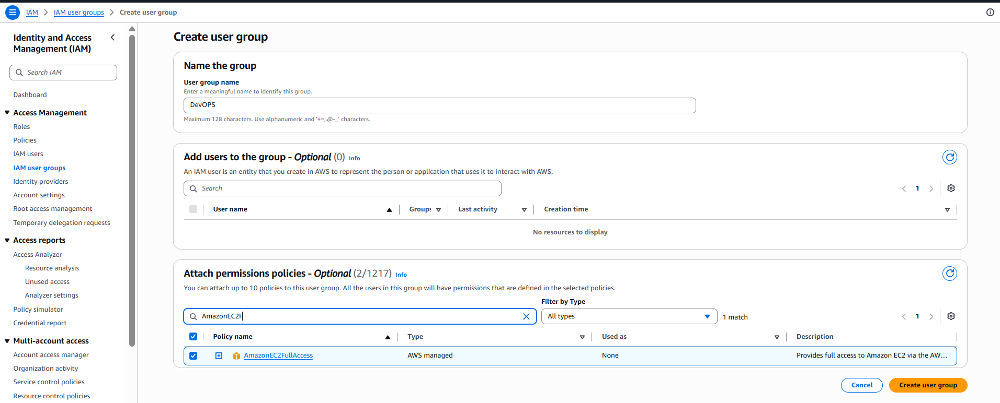 IAM > IAM user groups > Create user group
Identity and Access
Management (IAM)
Search IAM
Dashboard
Access Management
Roles
Policies
IAM users
IAM user groups
Identity providers
Account settings
Root access management
Temporary delegation requests
Access reports
Access Analyzer
Resource analysis
Unused access
Analyzer settings
Policy simulator
Credential report
Multi-account access
Account access manager
Organization activity
Service control policies
Resource control policies
Create user group
Name the group
User group name
Enter a meaningful name to identify this group.
DevOPS
Maximum 128 characters. Use alphanumeric and '+=,.@-_' characters.
Add users to the group - Optional (0) Info
An IAM user is an entity that you create in AWS to represent the person or application that uses it to interact with AWS.
Search
1
User name Groups Last activity Creation time
No resources to display
Attach permissions policies - Optional (2/1217) Info
You can attach up to 10 policies to this user group. All the users in this group will have permissions that are defined in the selected policies.
Filter by Type
AmazonEC2F All types 1 match 1
Policy name Type Used as Description
AmazonEC2FullAccess AWS managed None Provides full access to Amazon EC2 via the AW...
Cancel Create user group